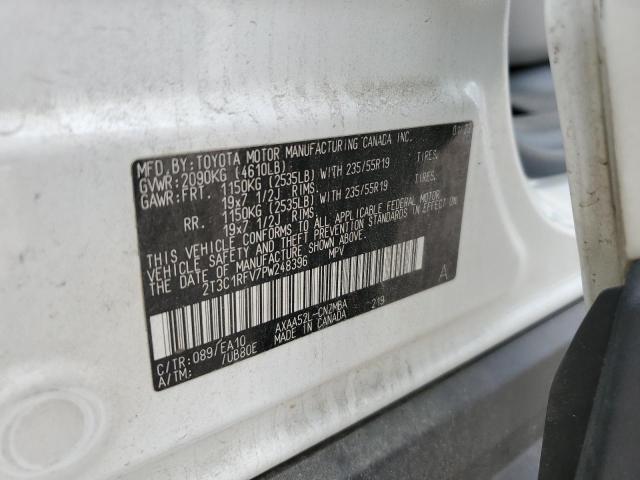 MFD.BY:TOYOTA MOTOR MANUFACTURING CANADA INC.
GVWR:2090KG (4610LB)
GAWR:FRT. 1150KG (2535LB) WITH 235/55R19 TIRES.
19x7 1/2J RIMS.
RR. 1150KG (2535LB) WITH 235/55R19 TIRES.
19x7 1/2J RIMS.
THIS VEHICLE CONFORMS TO ALL APPLICABLE FEDERAL MOTOR
VEHICLE SAFETY AND THEFT PREVENTION STANDARDS IN EFFECT ON
THE DATE OF MANUFACTURE SHOWN ABOVE.
2T3C1RFV7PW248396 MPV
A
C/TR:089/EA10 AXAA52L-CN2MBA 219
A/TM: /UB80E MADE IN CANADA